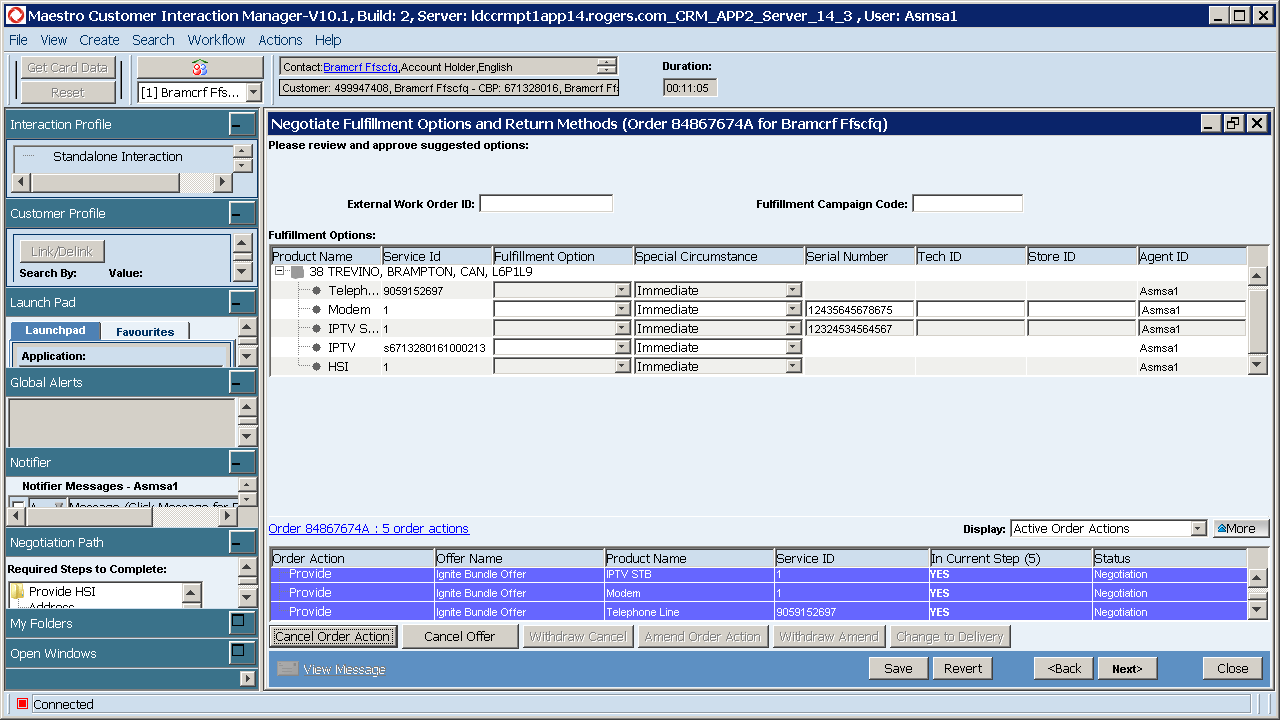 Maestro Customer Interaction Manager-V10.1, Build: 2, Server: ldccrmpt1app14.rogers.com_CRM_APP2_Server_14_3 , User: Asmsa1
File View Create Search Workflow Actions Help
Get Card Data
Reset
[1] Bramcrf Ffs...
Contact:Bramcrf Ffscfq,Account Holder,English
Customer: 499947408, Bramcrf Ffscfq - CBP: 671328016, Bramcrf Ff
Duration:
00:11:05
Interaction Profile
Standalone Interaction
Customer Profile
Link/Delink
Search By: Value:
Launch Pad
Launchpad Favourites
Application:
Global Alerts
Notifier
Notifier Messages - Asmsa1
Message (Click Message for
Negotiation Path
Required Steps to Complete:
Provide HSI
Address
My Folders
Open Windows
Negotiate Fulfillment Options and Return Methods (Order 84867674A for Bramcrf Ffscfq)
Please review and approve suggested options:
External Work Order ID: Fulfillment Campaign Code:
Fulfillment Options:
Product Name Service Id Fulfillment Option Special Circumstance Serial Number Tech ID Store ID Agent ID
38 TREVINO, BRAMPTON, CAN, L6P1L9
Teleph... 9059152697 Immediate Asmsa1
Modem 1 Immediate 12435645678675 Asmsa1
IPTV S... 1 Immediate 12324534564567 Asmsa1
IPTV s6713280161000213 Immediate Asmsa1
HSI 1 Immediate Asmsa1
Order 84867674A : 5 order actions
Display: Active Order Actions More
Order Action Offer Name Product Name Service ID In Current Step (5) Status
Provide Ignite Bundle Offer IPTV STB 1 YES Negotiation
Provide Ignite Bundle Offer Modem 1 YES Negotiation
Provide Ignite Bundle Offer Telephone Line 9059152697 YES Negotiation
Cancel Order Action Cancel Offer Withdraw Cancel Amend Order Action Withdraw Amend Change to Delivery
View Message Save Revert <Back Next> Close
Connected